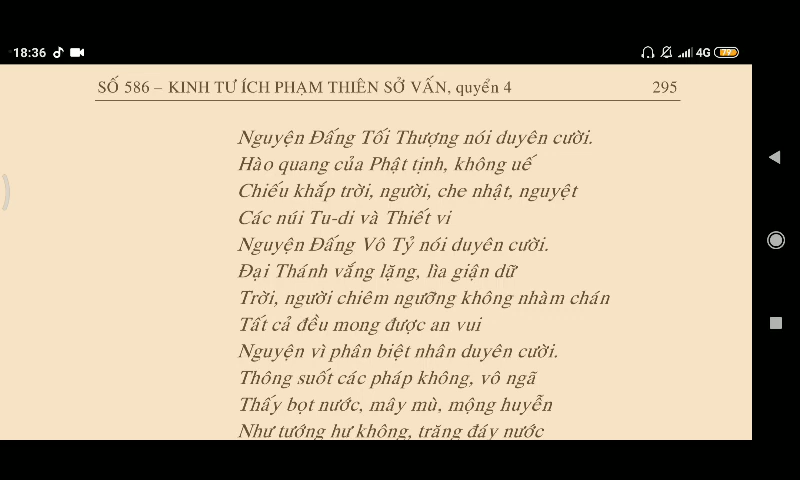 18:36 4G 79
SỐ 586 – KINH TƯ ÍCH PHẠM THIÊN SỞ VẤN, quyển 4 295
Nguyện Đấng Tối Thượng nói duyên cười.
Hào quang của Phật tịnh, không uế
Chiếu khắp trời, người, che nhật, nguyệt
Các núi Tu-di và Thiết vi
Nguyện Đấng Vô Tỷ nói duyên cười.
Đại Thánh vắng lặng, lìa giận dữ
Trời, người chiêm ngưỡng không nhàm chán
Tất cả đều mong được an vui
Nguyện vì phân biệt nhân duyên cười.
Thông suốt các pháp không, vô ngã
Thấy bọt nước, mây mù, mộng huyễn
Như tướng hư không, trăng đáy nước